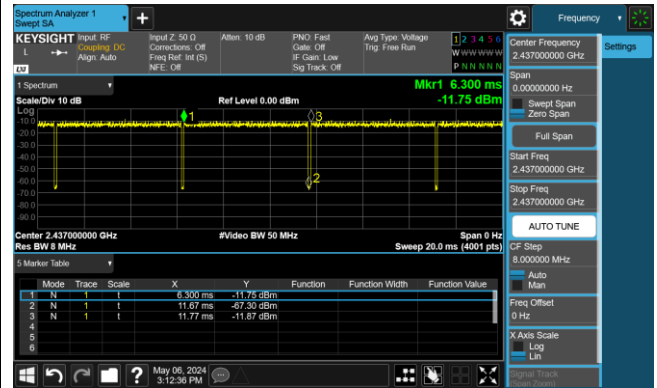 Spectrum Analyzer 1
Swept SA
+
Frequency
KEYSIGHT Input: RF
L
Coupling: DC
Align: Auto
LXI
Input Z: 50 Ω
Corrections: Off
Freq Ref: Int (S)
NFE: Off
Atten: 10 dB
PNO: Fast
Gate: Off
IF Gain: Low
Sig Track: Off
Avg Type: Voltage
Trig: Free Run
1 2 3 4 5 6
W W W W W W
P N N N N N
Center Frequency
2.437000000 GHz
Settings
Span
0.00000000 Hz
Swept Span
Zero Span
Full Span
Start Freq
2.437000000 GHz
Stop Freq
2.437000000 GHz
AUTO TUNE
CF Step
8.000000 MHz
Auto
Man
Freq Offset
0 Hz
X Axis Scale
Log
Lin
Signal Track
(Span Zoom)
1 Spectrum
Scale/Div 10 dB
Ref Level 0.00 dBm
Mkr1 6.300 ms
-11.75 dBm
Log
-10.0
-20.0
-30.0
-40.0
-50.0
-60.0
-70.0
-80.0
-90.0
1
3
2
Center 2.437000000 GHz
#Video BW 50 MHz
Span 0 Hz
Res BW 8 MHz
Sweep 20.0 ms (4001 pts)
5 Marker Table
Mode Trace Scale X Y Function Function Width Function Value
1 N 1 t 6.300 ms -11.75 dBm
2 N 1 t 11.67 ms -67.30 dBm
3 N 1 t 11.77 ms -11.87 dBm
4
5
6
?
May 06, 2024
3:12:36 PM